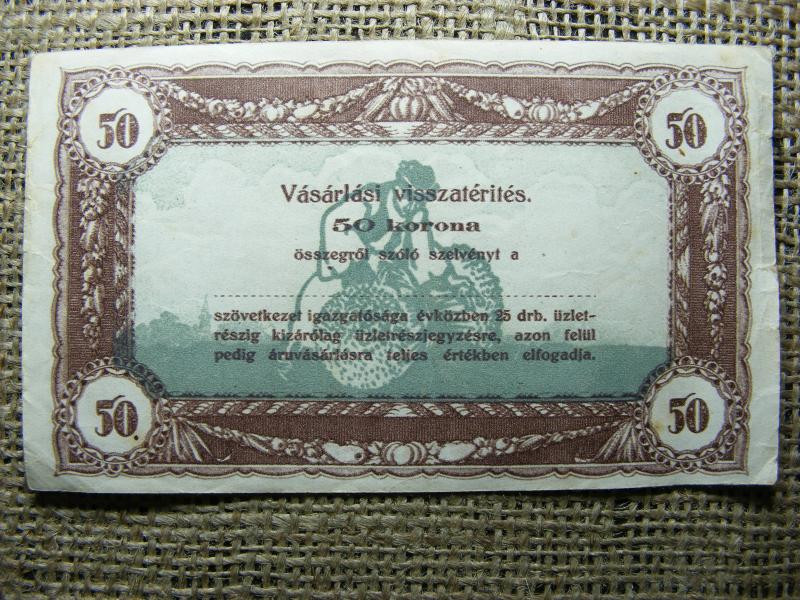 50 50
Vásárlási visszatérités.
50 korona
összegről szóló szelvényt a
szövetkezet igazgatósága évközben 25 drb. üzlet-
részig kizárólag üzletrészjegyzésre, azon felül
pedig áruvásárlásra teljes értékben elfogadja.
50 50